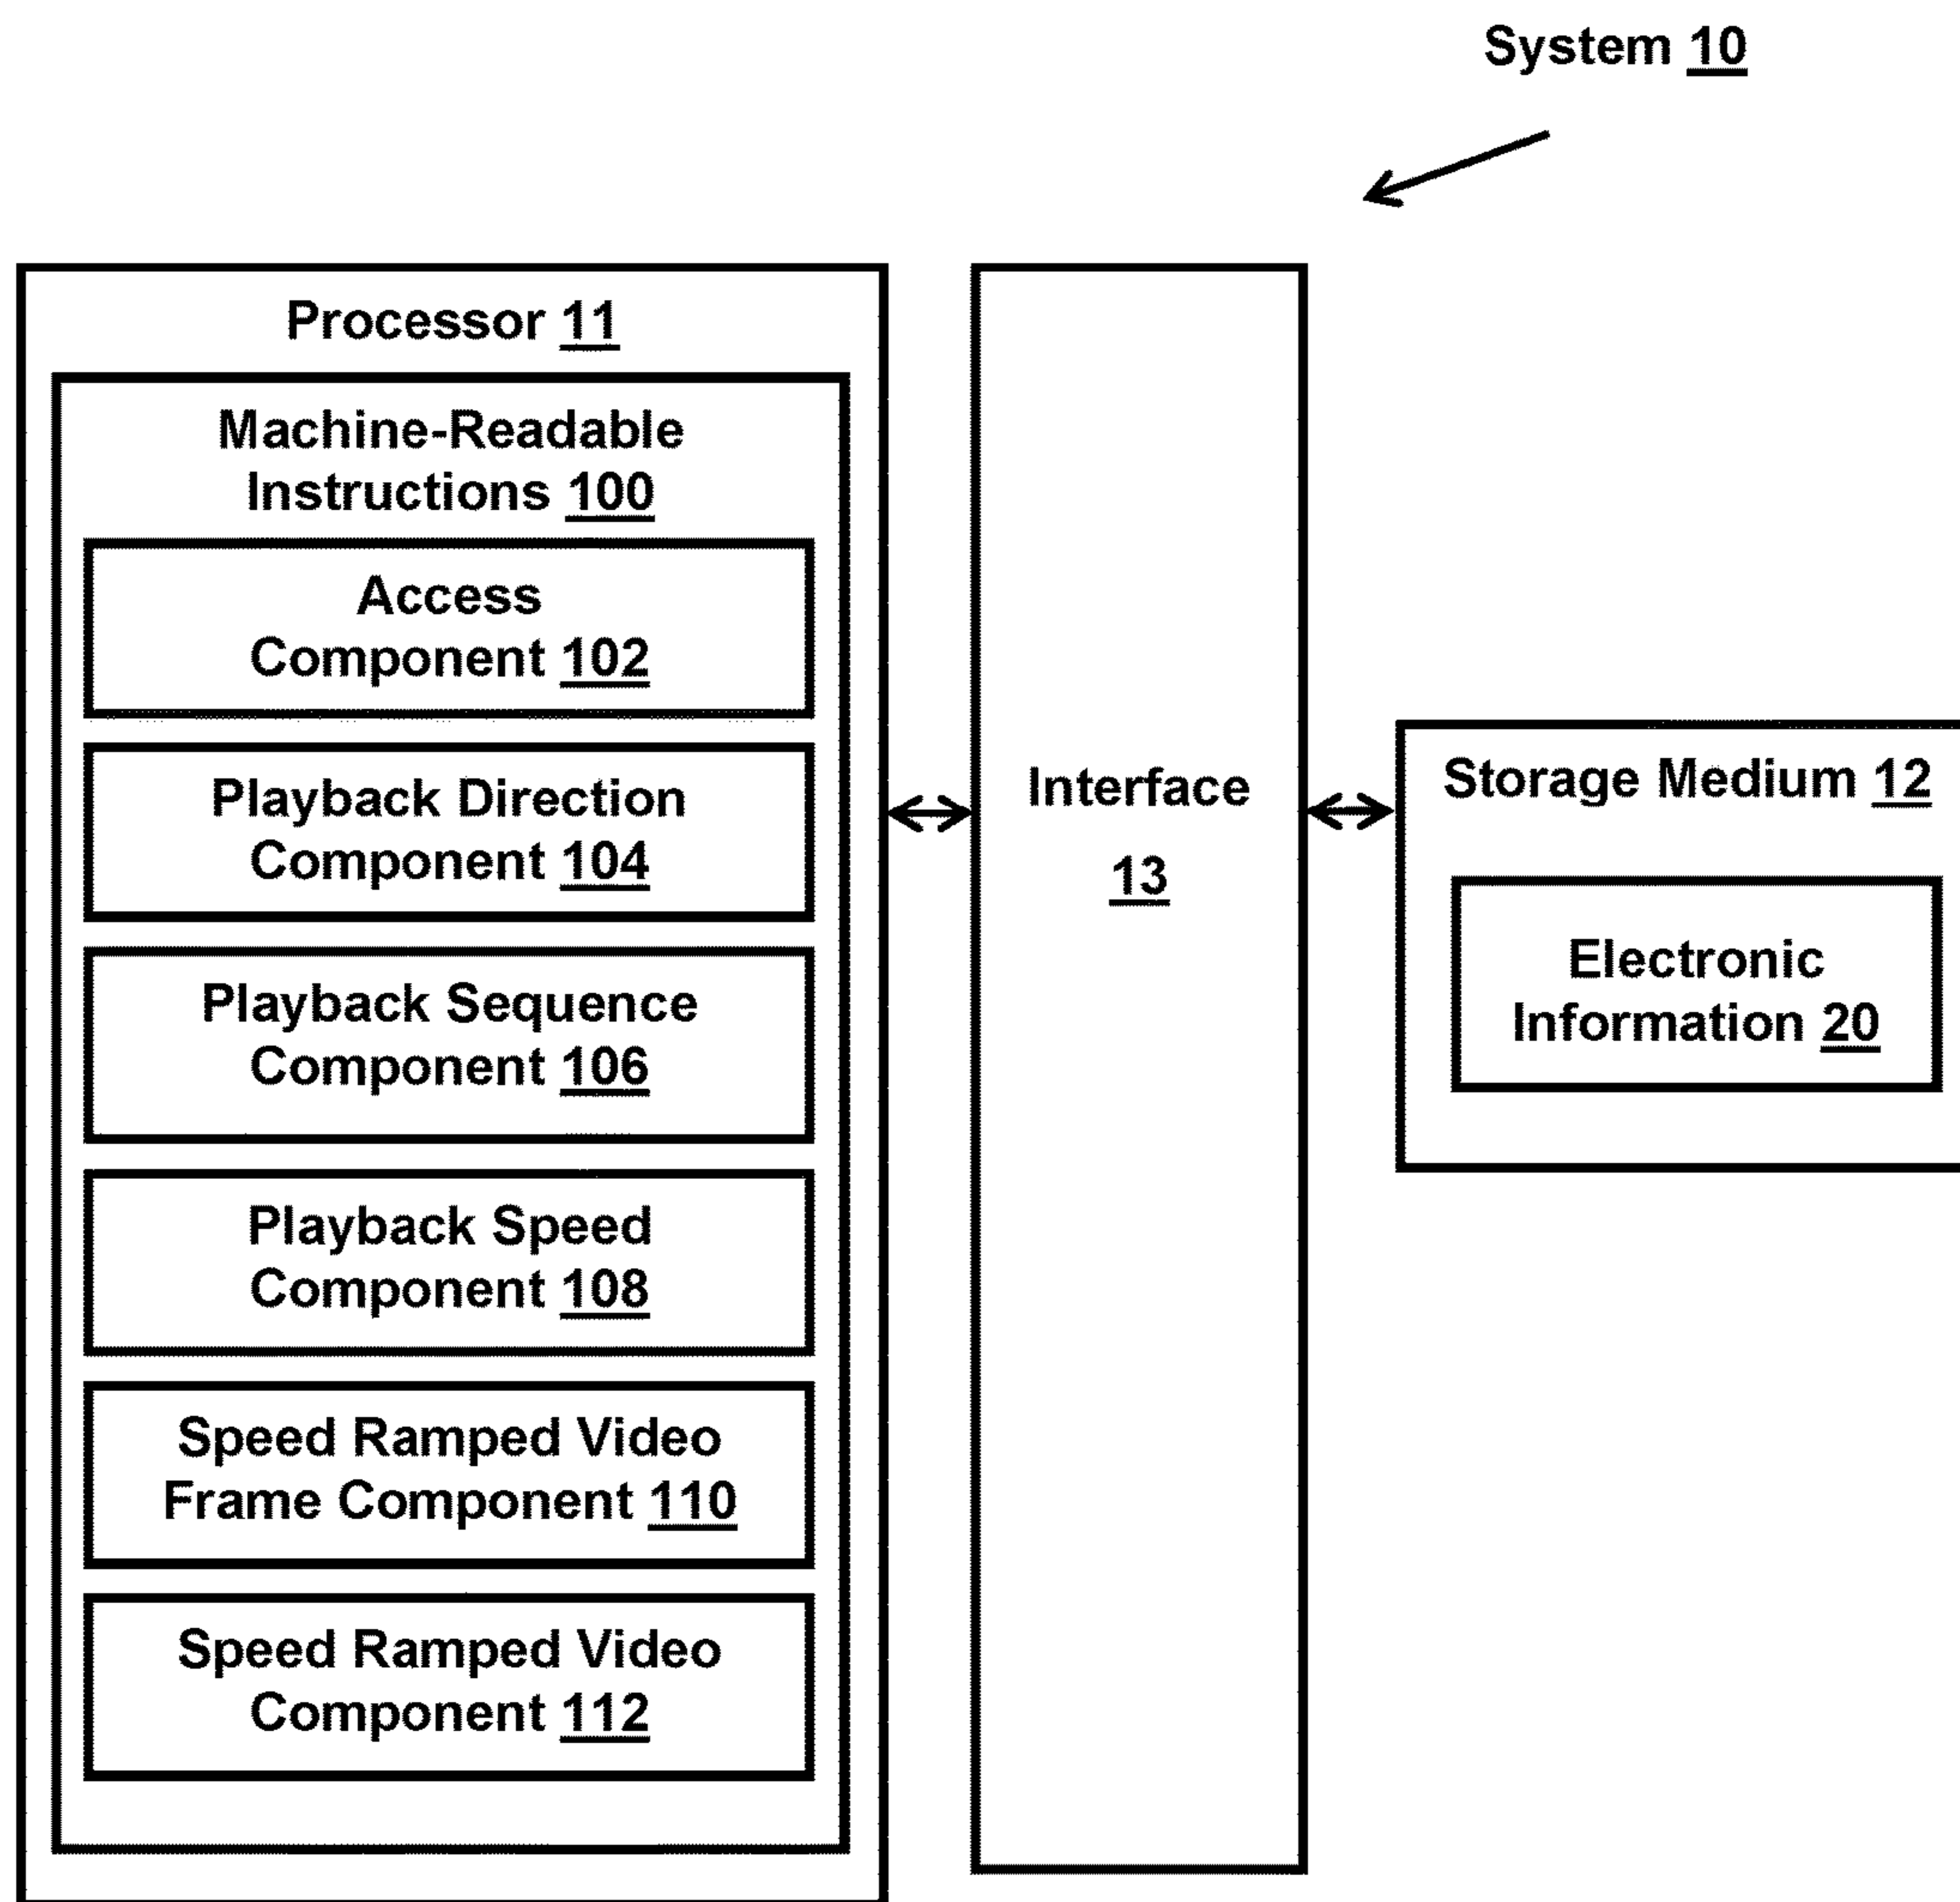 System 10
Processor 11
Machine-Readable
Instructions 100
Access
Component 102
Playback Direction
Component 104
Playback Sequence
Component 106
Playback Speed
Component 108
Speed Ramped Video
Frame Component 110
Speed Ramped Video
Component 112
Interface
13
Storage Medium 12
Electronic
Information 20